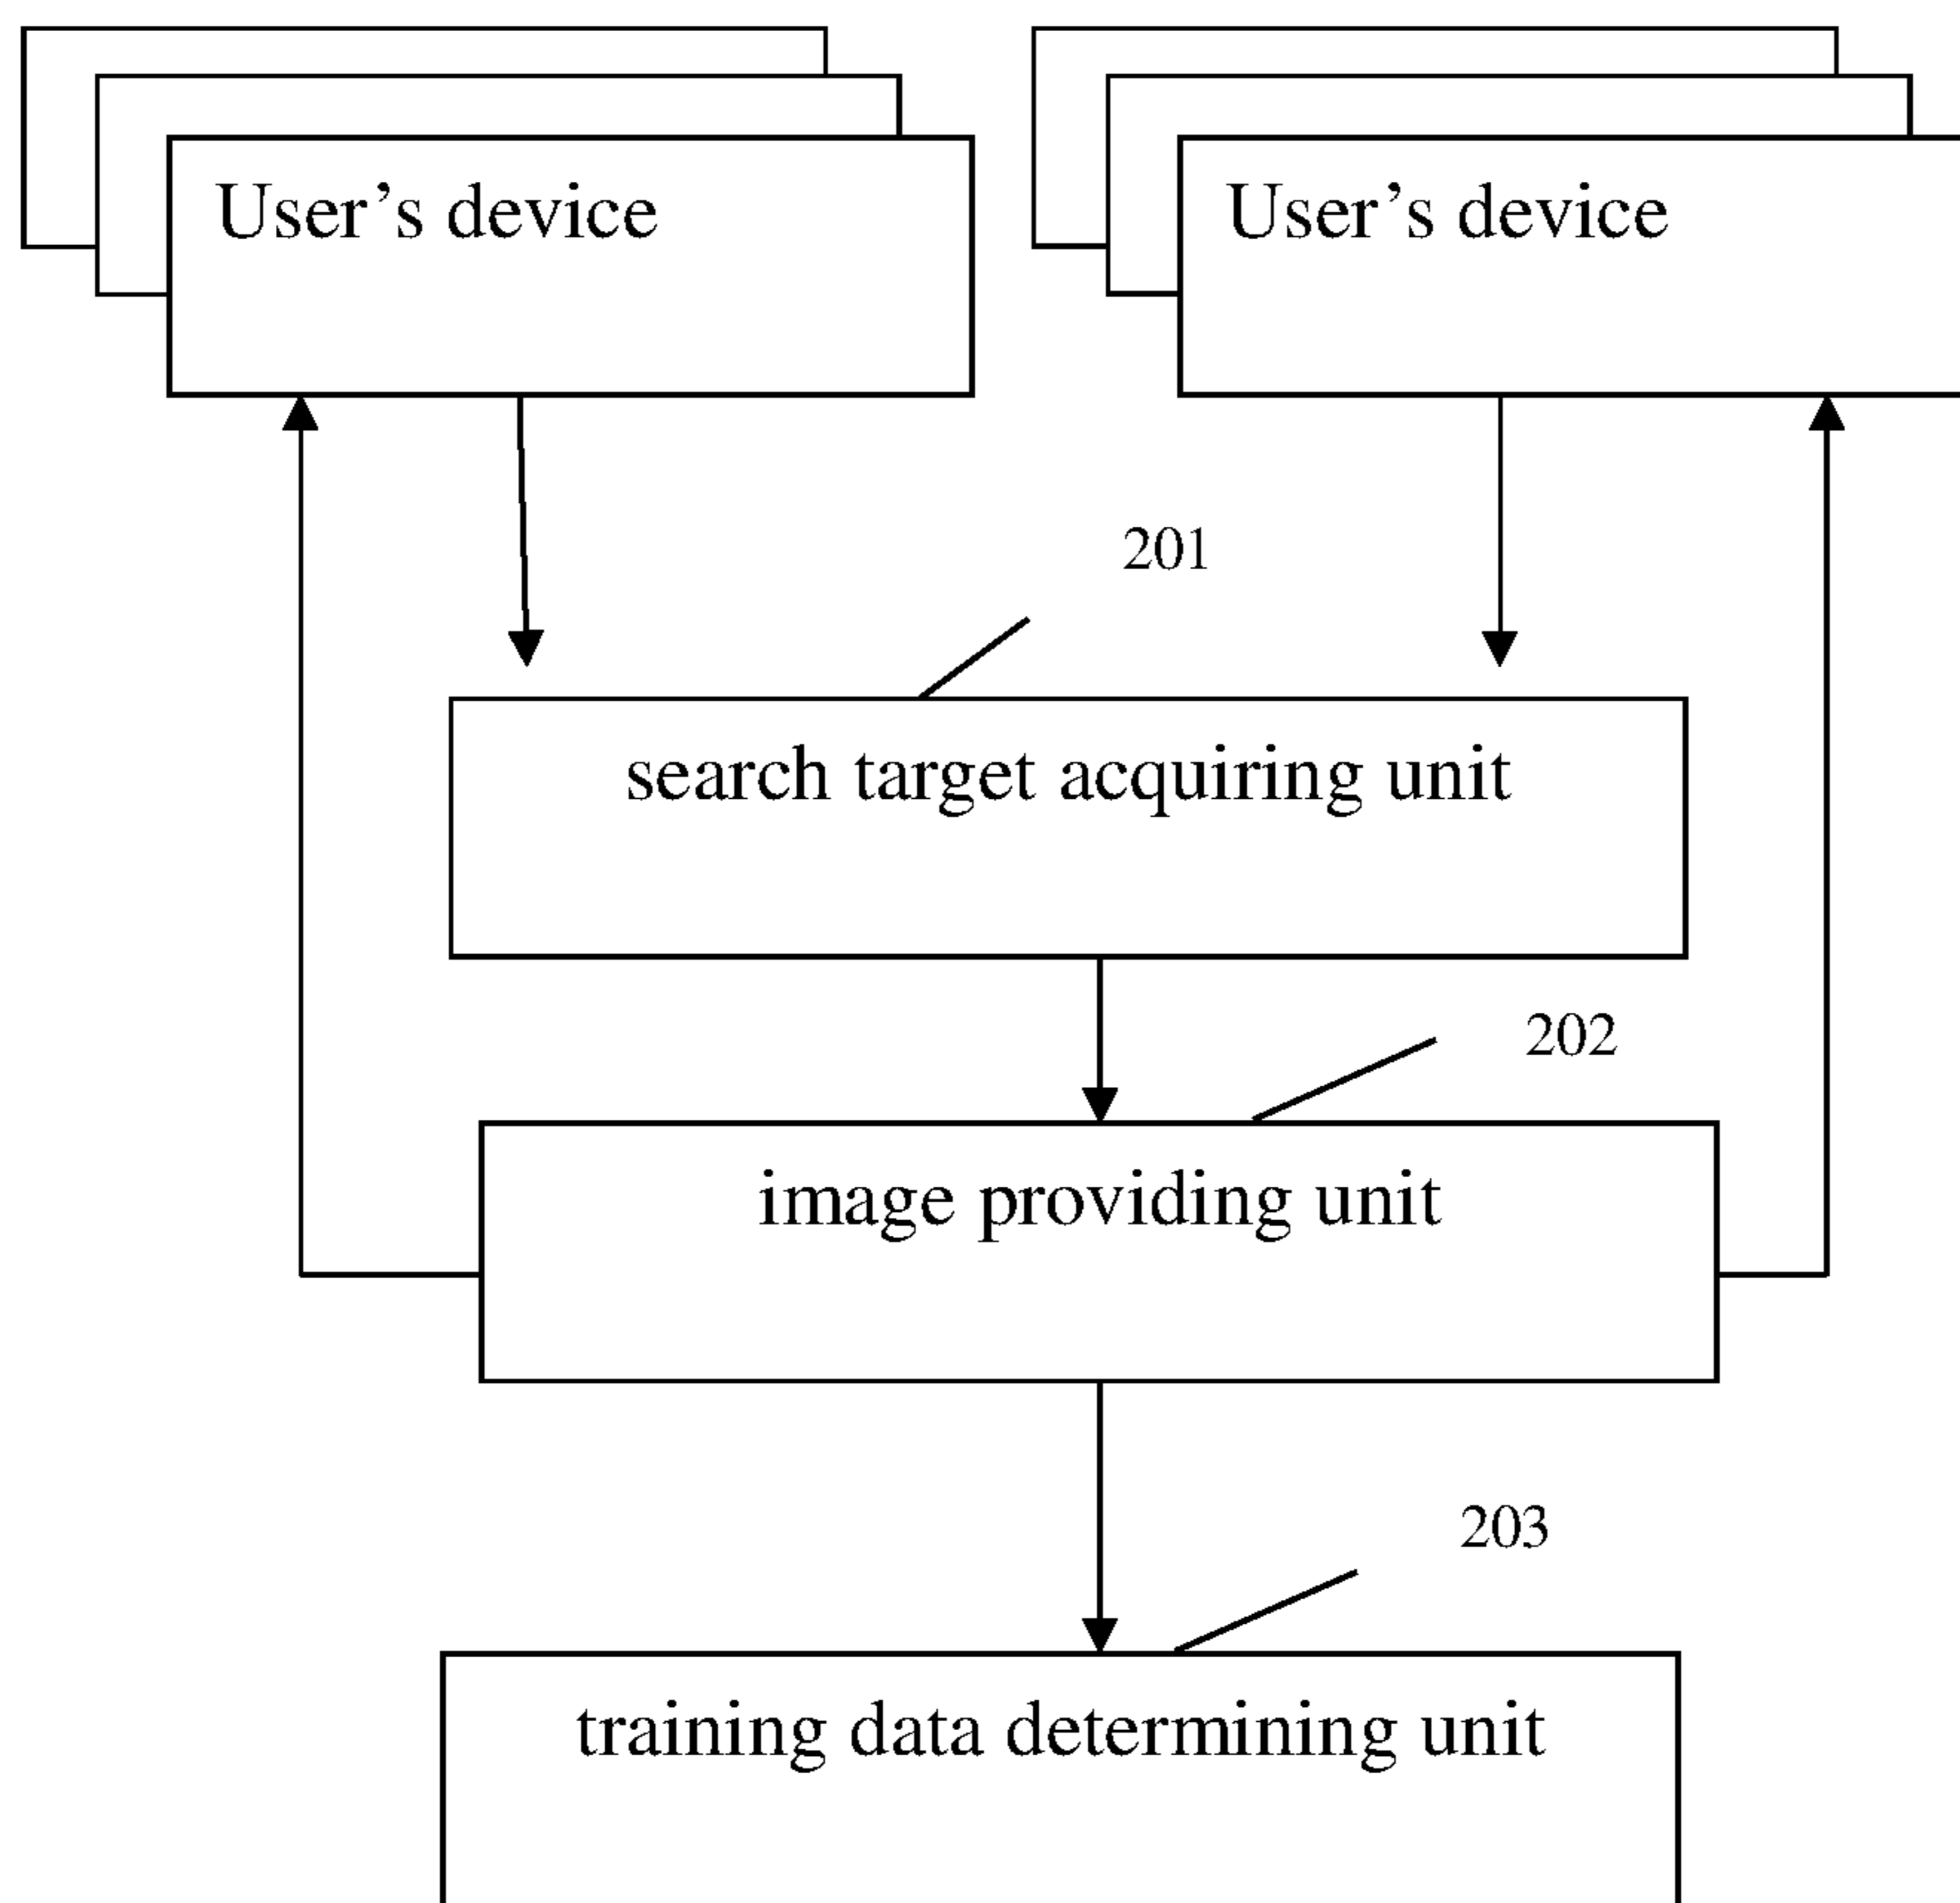 User’s device
User’s device
201
search target acquiring unit
202
image providing unit
203
training data determining unit